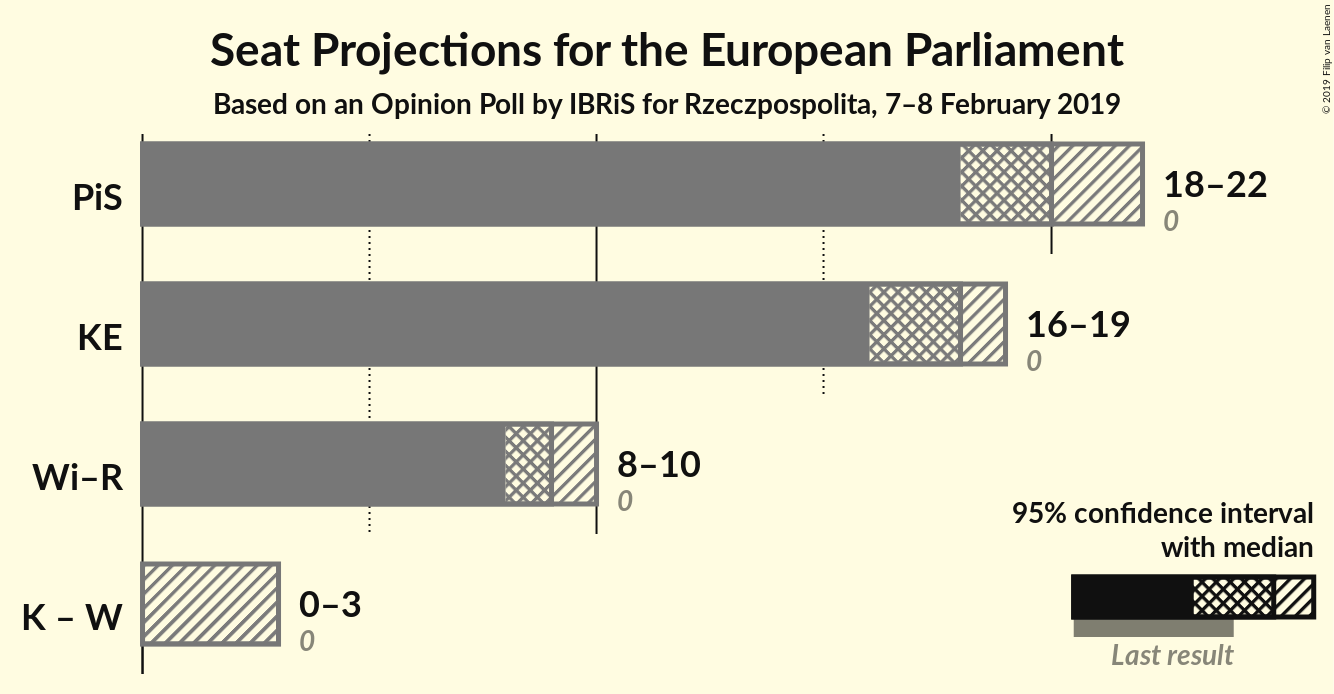 Seat Projections for the European Parliament
Based on an Opinion Poll by IBRiS for Rzeczpospolita, 7–8 February 2019
© 2019 Filip van Laenen
PiS
18–22
0
KE
16–19
0
Wi–R
8–10
0
K – W
0–3
0
95% confidence interval
with median
Last result